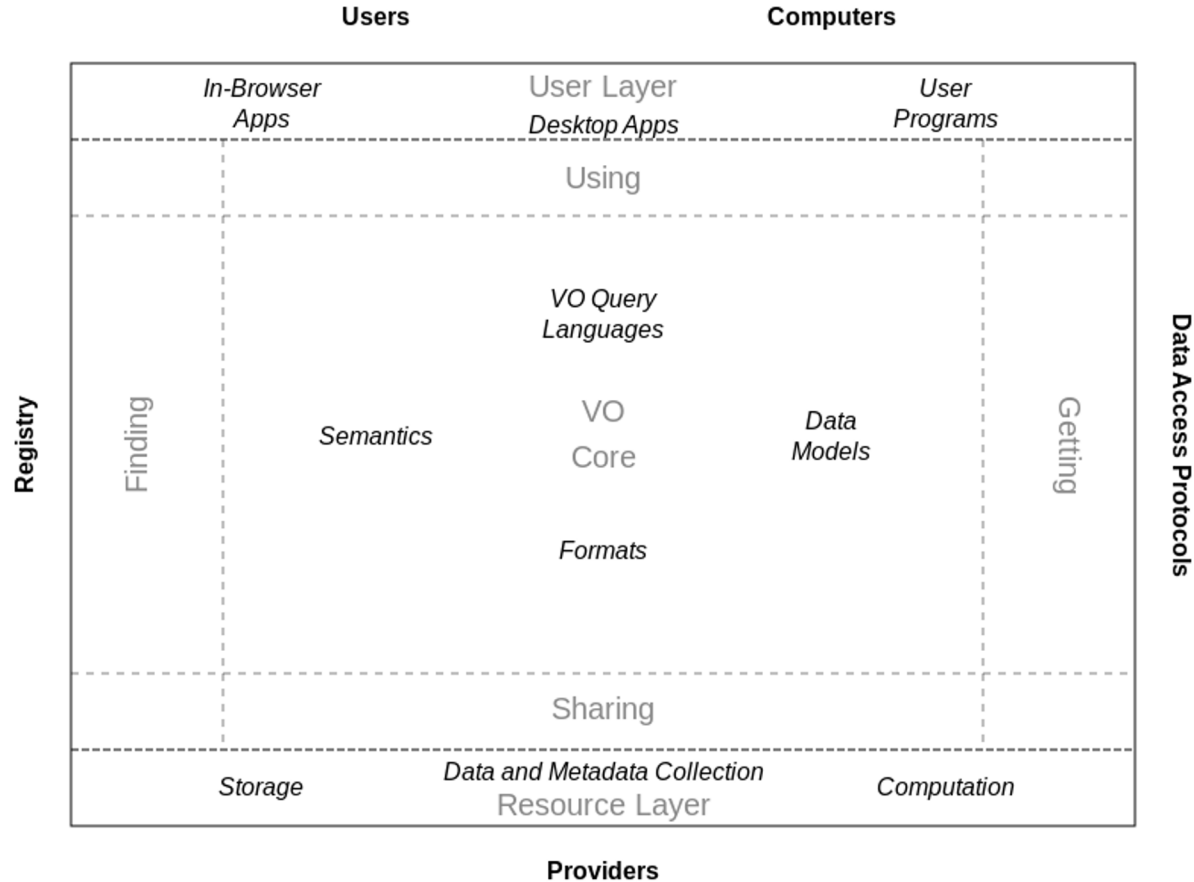 Users
Computers
In-Browser
Apps
User Layer
Desktop Apps
User
Programs
Using
VO Query
Languages
Registry
Finding
Semantics
VO
Core
Data
Models
Getting
Data Access Protocols
Formats
Sharing
Storage
Data and Metadata Collection
Resource Layer
Computation
Providers